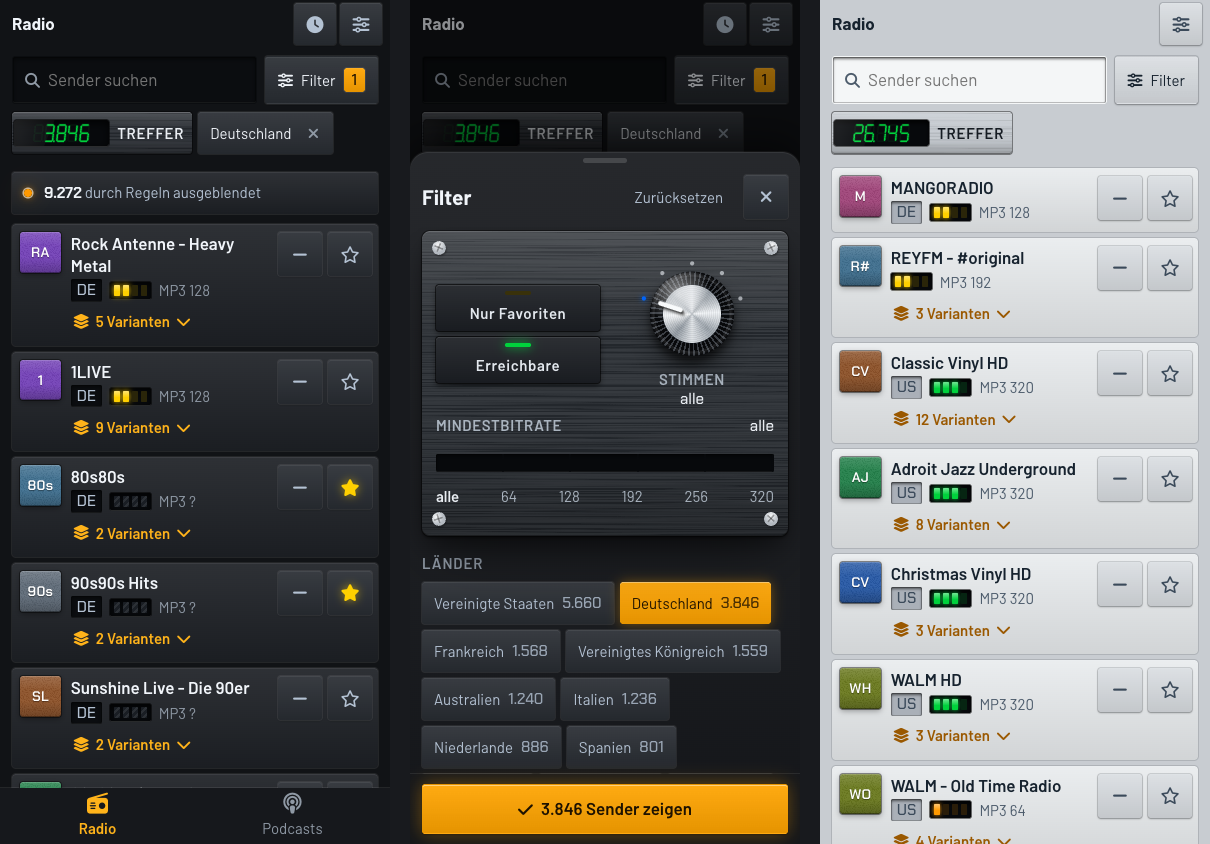 Radio
Sender suchen
Filter 1
3.846 TREFFER
Deutschland
9.272 durch Regeln ausgeblendet
RA
Rock Antenne - Heavy
Metal
DE MP3 128
5 Varianten
1
1LIVE
DE MP3 128
9 Varianten
80s
80s80s
DE MP3 ?
2 Varianten
90s
90s90s Hits
DE MP3 ?
2 Varianten
SL
Sunshine Live - Die 90er
DE MP3 ?
2 Varianten
Radio
Podcasts
Radio
Sender suchen
Filter 1
3.846 TREFFER
Deutschland
Filter
Zurücksetzen
Nur Favoriten
Erreichbare
STIMMEN
alle
MINDESTBITRATE alle
alle 64 128 192 256 320
LÄNDER
Vereinigte Staaten 5.660
Deutschland 3.846
Frankreich 1.568
Vereinigtes Königreich 1.559
Australien 1.240
Italien 1.236
Niederlande 886
Spanien 801
3.846 Sender zeigen
Radio
Sender suchen
Filter
26.745 TREFFER
M
MANGORADIO
DE MP3 128
R#
REYFM - #original
MP3 192
3 Varianten
CV
Classic Vinyl HD
US MP3 320
12 Varianten
AJ
Adroit Jazz Underground
US MP3 320
8 Varianten
CV
Christmas Vinyl HD
US MP3 320
3 Varianten
WH
WALM HD
US MP3 320
3 Varianten
WO
WALM - Old Time Radio
US MP3 64
4 Varianten